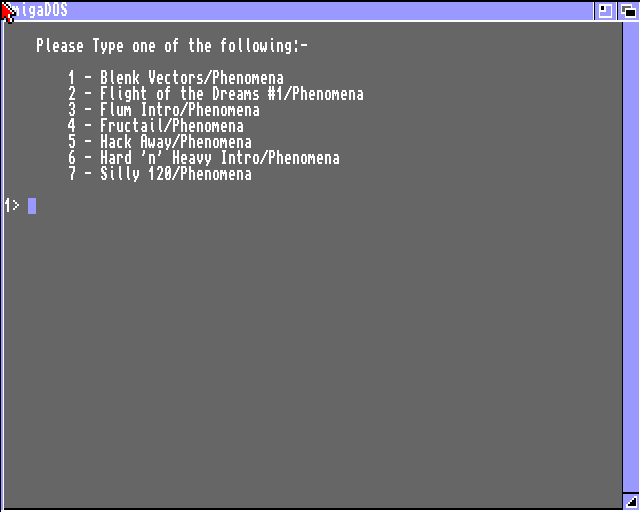 migaDOS
Please Type one of the following:-
1 - Blenk Vectors/Phenomena
2 - Flight of the Dreams #1/Phenomena
3 - Flum Intro/Phenomena
4 - Fructail/Phenomena
5 - Hack Away/Phenomena
6 - Hard 'n' Heavy Intro/Phenomena
7 - Silly 120/Phenomena
1>